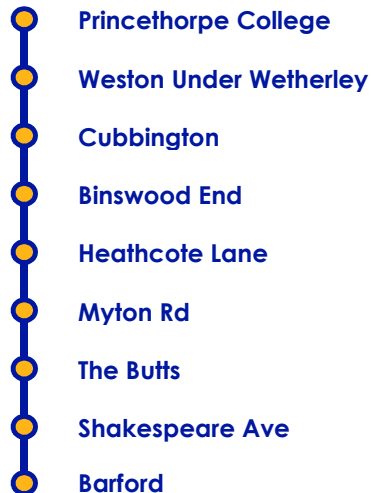 Princethorpe College
Weston Under Wetherley
Cubbington
Binswood End
Heathcote Lane
Myton Rd
The Butts
Shakespeare Ave
Barford